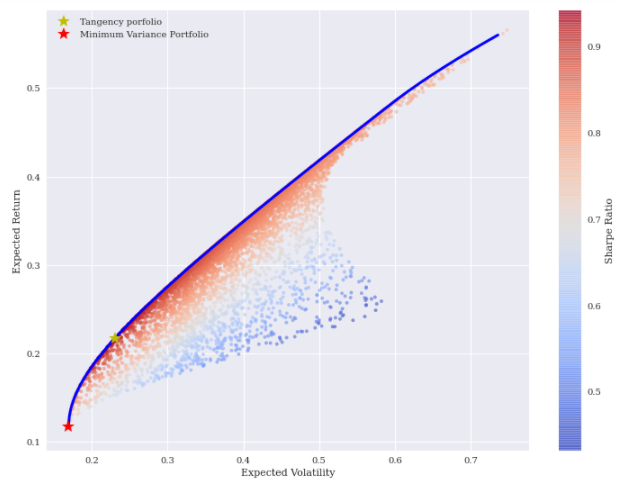 Tangency porfolio
Minimum Variance Portfolio
Expected Return
0.5
0.4
0.3
0.2
0.1
0.2 0.3 0.4 0.5 0.6 0.7
Expected Volatility
0.9
0.8
0.7
0.6
0.5
Sharpe Ratio